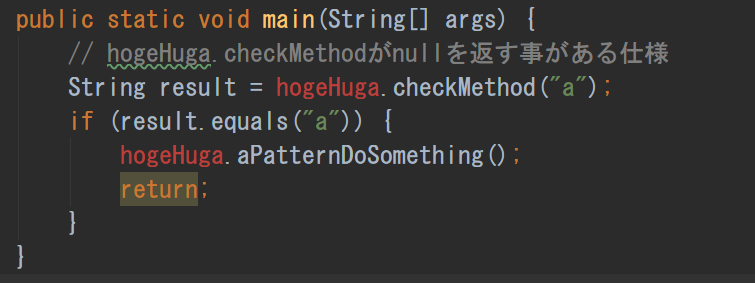 public static void main(String[] args) {
    // hogeHuga.checkMethodがnullを返す事がある仕様
    String result = hogeHuga.checkMethod("a");
    if (result.equals("a")) {
        hogeHuga.aPatternDoSomething();
        return;
    }
}